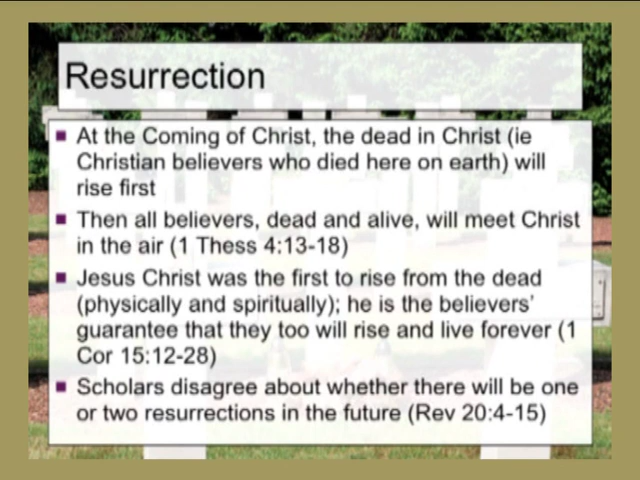 Resurrection
■ At the Coming of Christ, the dead in Christ (ie
Christian believers who died here on earth) will
rise first
■ Then all believers, dead and alive, will meet Christ
in the air (1 Thess 4:13-18)
■ Jesus Christ was the first to rise from the dead
(physically and spiritually); he is the believers'
guarantee that they too will rise and live forever (1
Cor 15:12-28)
■ Scholars disagree about whether there will be one
or two resurrections in the future (Rev 20:4-15)